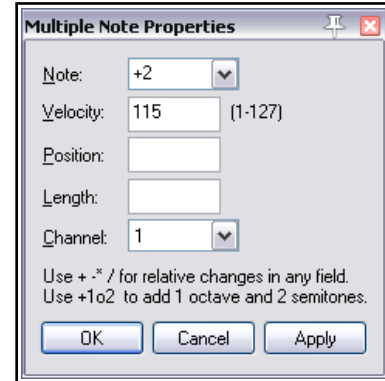 Multiple Note Properties
Note: +2
Velocity: 115 (1-127)
Position:
Length:
Channel: 1
Use + -* / for relative changes in any field.
Use +1o2 to add 1 octave and 2 semitones.
OK Cancel Apply